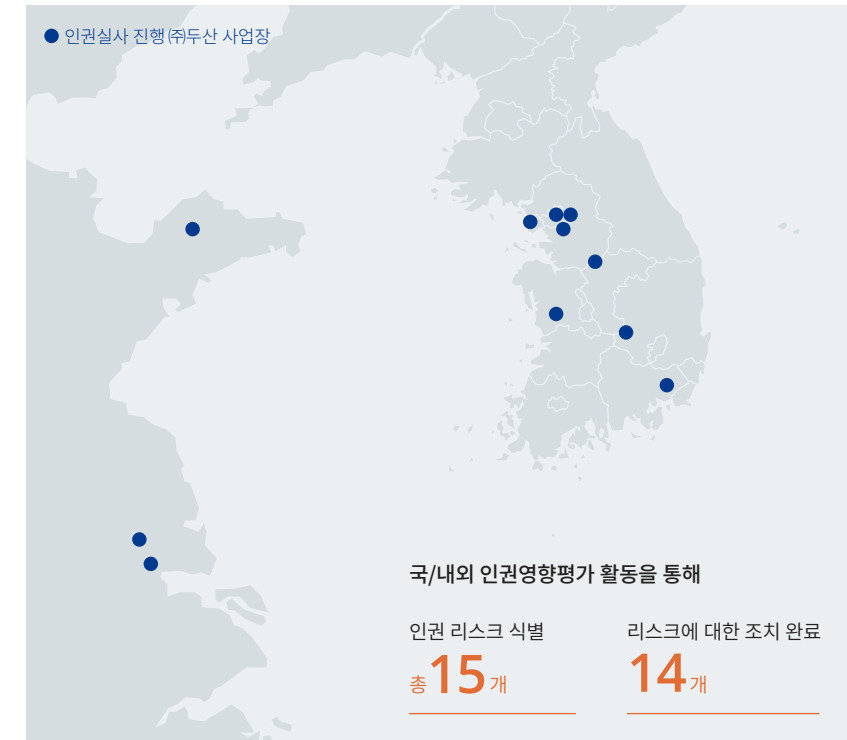 인권실사 진행 ㈜두산 사업장
국/내외 인권영향평가 활동을 통해
인권 리스크 식별
총 15 개
리스크에 대한 조치 완료
14 개